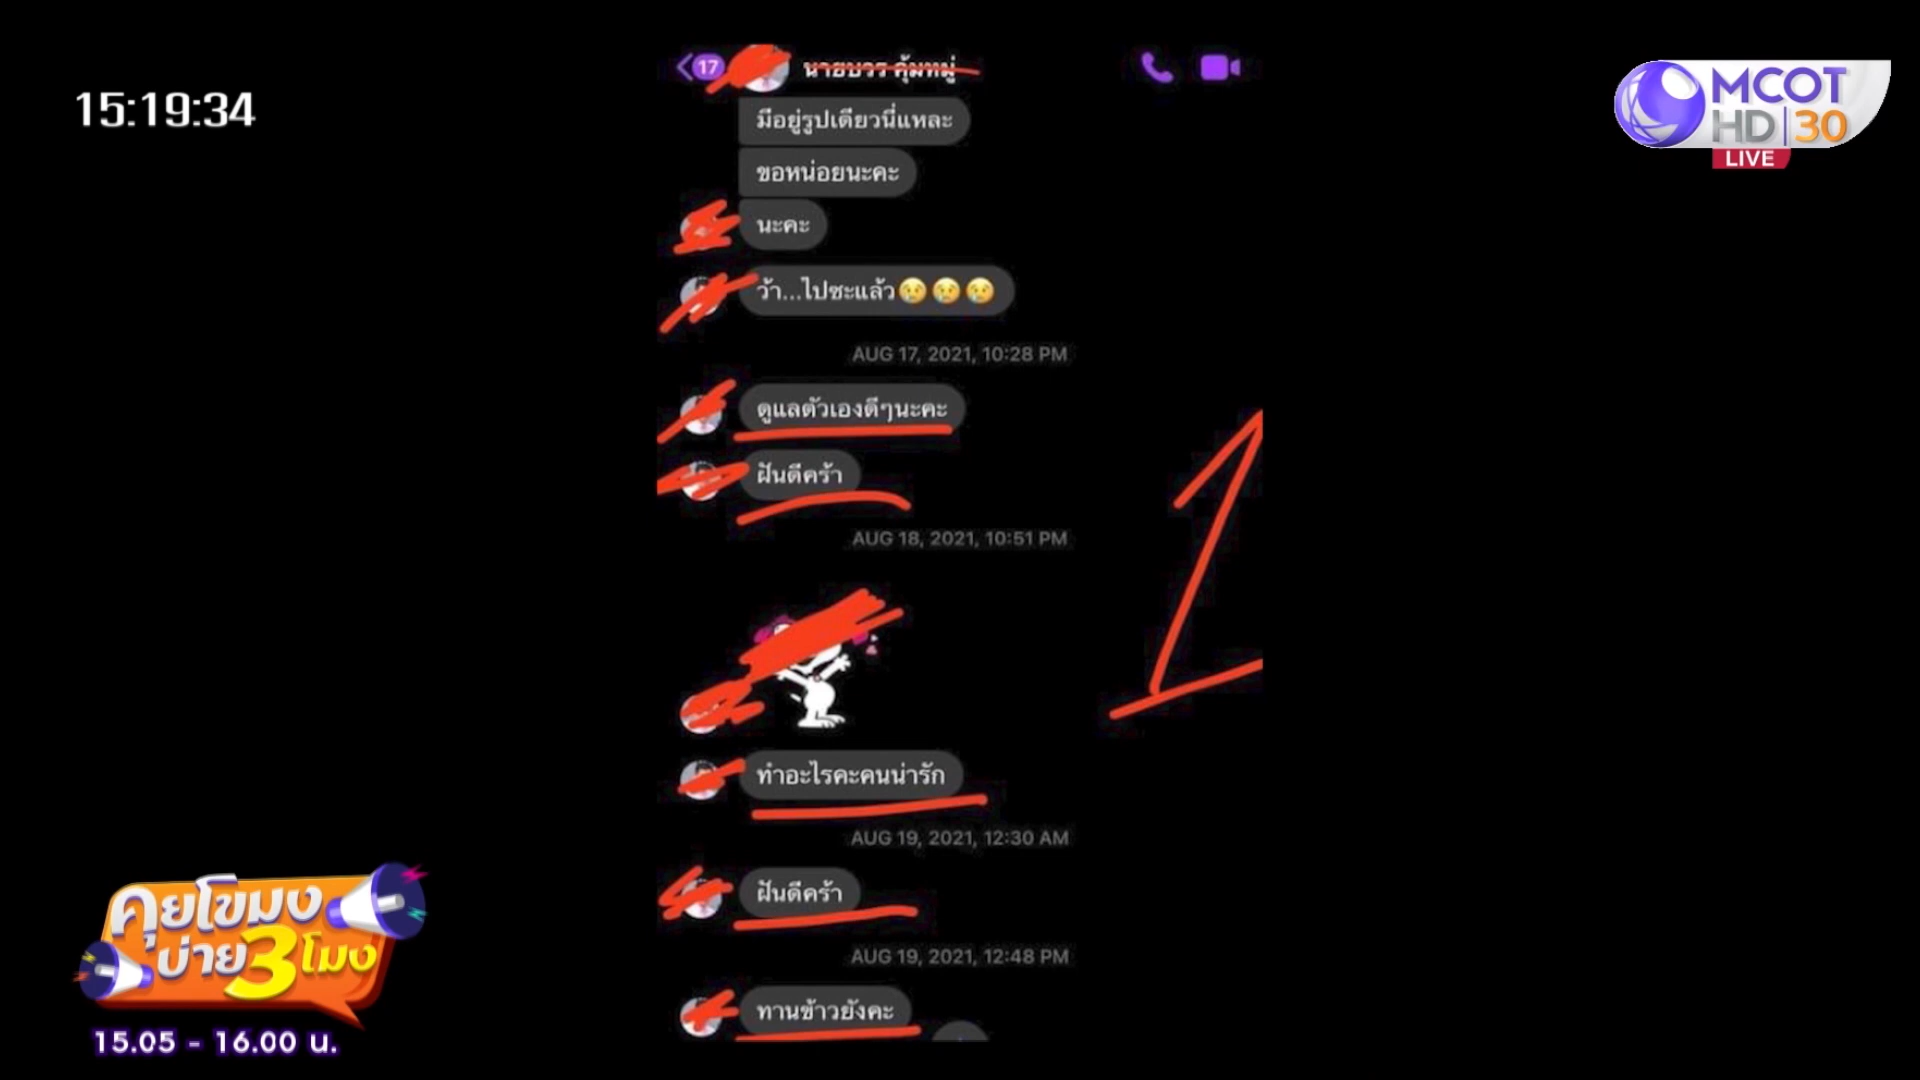 15:19:34
MCOT
HD 30
LIVE
17
มีอยู่รูปเดียวนี่แหละ
ขอหน่อยนะคะ
นะคะ
ว้า...ไปซะแล้ว😢😢😢
AUG 17, 2021, 10:28 PM
ดูแลตัวเองดีๆนะคะ
ฝันดีคร้า
AUG 18, 2021, 10:51 PM
1
ทำอะไรคะคนน่ารัก
AUG 19, 2021, 12:30 AM
ฝันดีคร้า
AUG 19, 2021, 12:48 PM
ทานข้าวยังคะ
คุยโขมง
บ่าย 3 โมง
15.05 - 16.00 น.